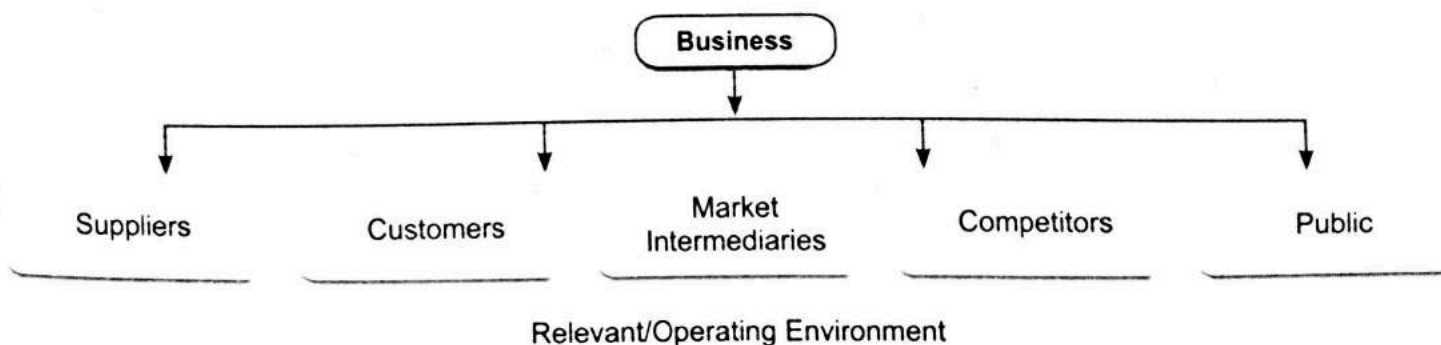 Business
Suppliers
Customers
Market
Intermediaries
Competitors
Public
Relevant/Operating Environment